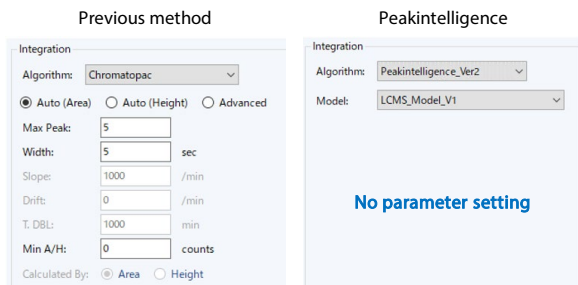 Previous method
Integration
Algorithm: Chromatopac
Auto (Area) Auto (Height) Advanced
Max Peak: 5
Width: 5 sec
Slope: 1000 /min
Drift: 0 /min
T. DBL: 1000 min
Min A/H: 0 counts
Calculated By: Area Height
Peakintelligence
Integration
Algorithm: Peakintelligence_Ver2
Model: LCMS_Model_V1
No parameter setting